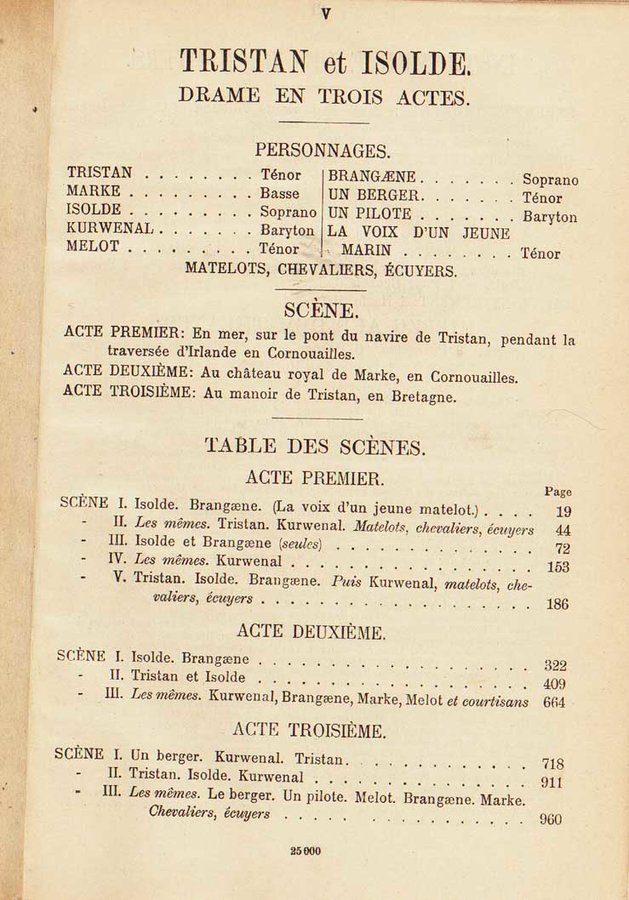 V
TRISTAN et ISOLDE.
DRAME EN TROIS ACTES.
PERSONNAGES.
TRISTAN . . . . . . . . Ténor
MARKE . . . . . . . . . Basse
ISOLDE . . . . . . . . . Soprano
KURWENAL . . . . . . . Baryton
MELOT . . . . . . . . . Ténor
BRANGÆNE . . . . . . . Soprano
UN BERGER. . . . . . . Ténor
UN PILOTE . . . . . . . Baryton
LA VOIX D'UN JEUNE
MARIN . . . . . . . . Ténor
MATELOTS, CHEVALIERS, ÉCUYERS.
SCÈNE.
ACTE PREMIER: En mer, sur le pont du navire de Tristan, pendant la
traversée d'Irlande en Cornouailles.
ACTE DEUXIÈME: Au château royal de Marke, en Cornouailles.
ACTE TROISIÈME: Au manoir de Tristan, en Bretagne.
TABLE DES SCÈNES.
ACTE PREMIER.
Page
SCÈNE I. Isolde. Brangæne. (La voix d'un jeune matelot.) . . . . 19
- II. Les mêmes. Tristan. Kurwenal. Matelots, chevaliers, écuyers 44
- III. Isolde et Brangæne (seules) . . . . . . . . . . . . . 72
- IV. Les mêmes. Kurwenal . . . . . . . . . . . . . . . . 153
- V. Tristan. Isolde. Brangæne. Puis Kurwenal, matelots, che-
valiers, écuyers . . . . . . . . . . . . . . . . . . 186
ACTE DEUXIÈME.
SCÈNE I. Isolde. Brangæne . . . . . . . . . . . . . . . . . 322
- II. Tristan et Isolde . . . . . . . . . . . . . . . . . . 409
- III. Les mêmes. Kurwenal, Brangæne, Marke, Melot et courtisans 664
ACTE TROISIÈME.
SCÈNE I. Un berger. Kurwenal. Tristan. . . . . . . . . . . . 718
- II. Tristan. Isolde. Kurwenal . . . . . . . . . . . . . . 911
- III. Les mêmes. Le berger. Un pilote. Melot. Brangæne. Marke.
Chevaliers, écuyers . . . . . . . . . . . . . . . . 960
25000